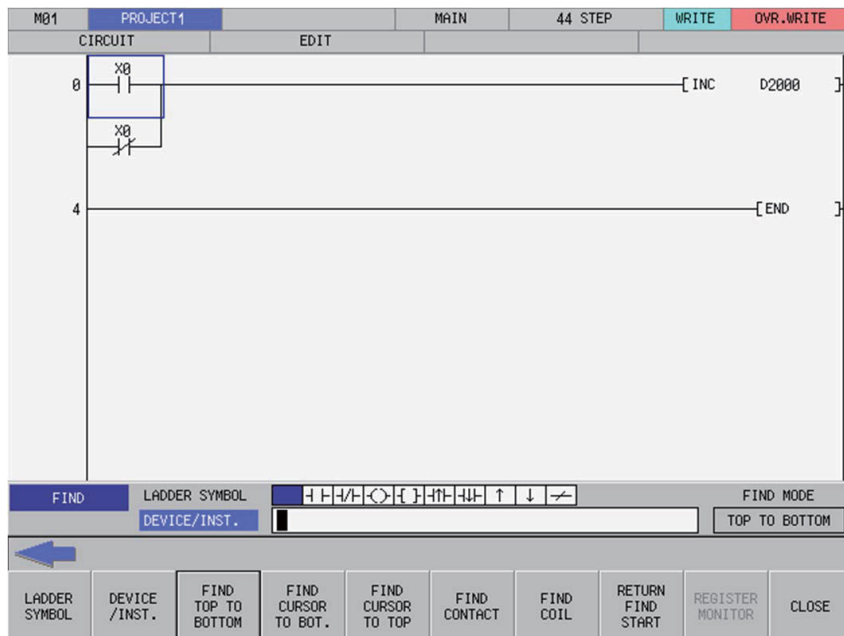 M01 PROJECT1 MAIN 44 STEP WRITE OVR.WRITE
CIRCUIT EDIT
X0
0 INC D2000
X0
4 END
FIND LADDER SYMBOL FIND MODE
DEVICE/INST. TOP TO BOTTOM
LADDER SYMBOL
DEVICE /INST.
FIND TOP TO BOTTOM
FIND CURSOR TO BOT.
FIND CURSOR TO TOP
FIND CONTACT
FIND COIL
RETURN FIND START
REGISTER MONITOR
CLOSE